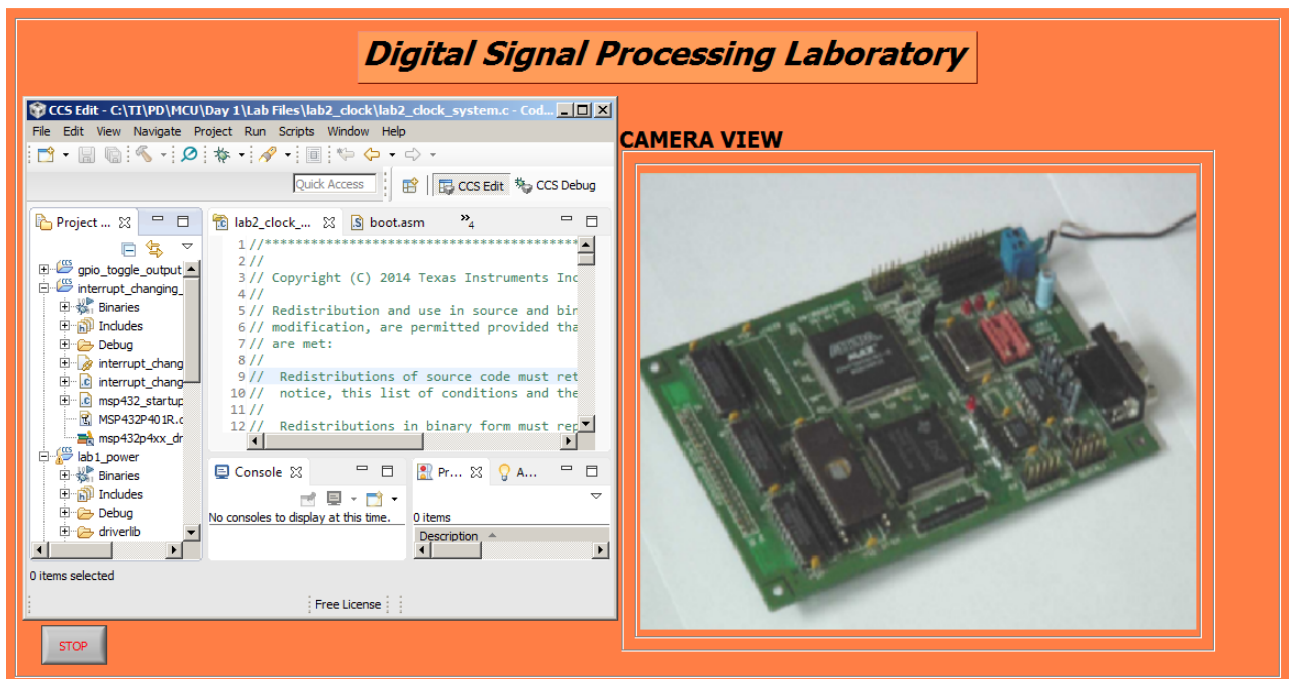 Digital Signal Processing Laboratory
CCS Edit - C:\TI\PD\MCU\Day 1\Lab Files\lab2_clock\lab2_clock_system.c - Cod...
File Edit View Navigate Project Run Scripts Window Help
Quick Access CCS Edit CCS Debug
Project ...
gpio_toggle_output
interrupt_changing_
Binaries
Includes
Debug
interrupt_chang
interrupt_chang
msp432_startup
MSP432P401R.c
msp432p4xx_dr
lab1_power
Binaries
Includes
Debug
driverlib
lab2_clock_... boot.asm »4
1 //*****************************************
2 //
3 // Copyright (C) 2014 Texas Instruments Inc
4 //
5 // Redistribution and use in source and bin
6 // modification, are permitted provided tha
7 // are met:
8 //
9 //  Redistributions of source code must ret
10 //  notice, this list of conditions and the
11 //
12 //  Redistributions in binary form must rep
Console
No consoles to display at this time.
Pr... A...
0 items
Description
0 items selected
Free License
STOP
CAMERA VIEW
MAX